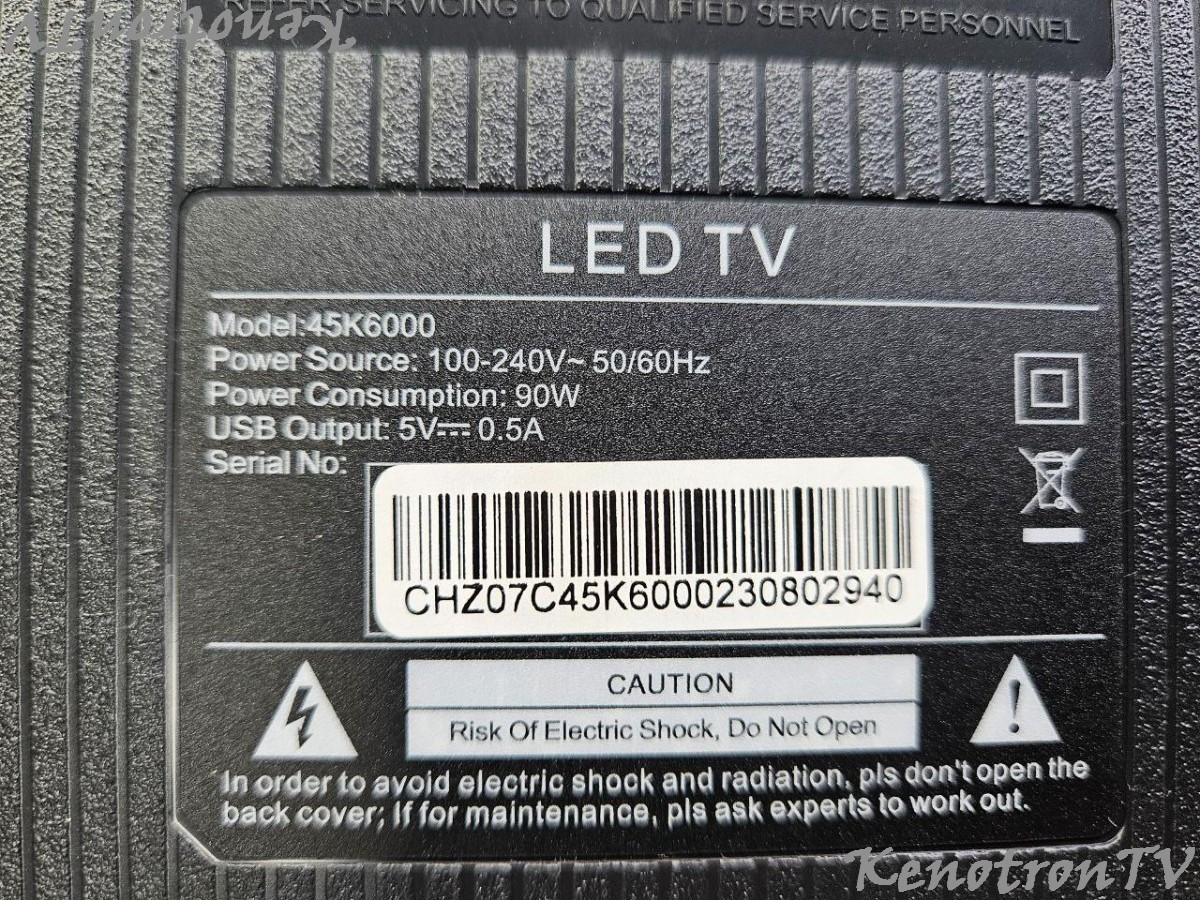 REFER SERVICING TO QUALIFIED SERVICE PERSONNEL
KenotronTV
LED TV
Model:45K6000
Power Source: 100-240V~ 50/60Hz
Power Consumption: 90W
USB Output: 5V⎓ 0.5A
Serial No:
CHZ07C45K6000230802940
CAUTION
Risk Of Electric Shock, Do Not Open
In order to avoid electric shock and radiation, pls don't open the
back cover; If for maintenance, pls ask experts to work out.
KenotronTV